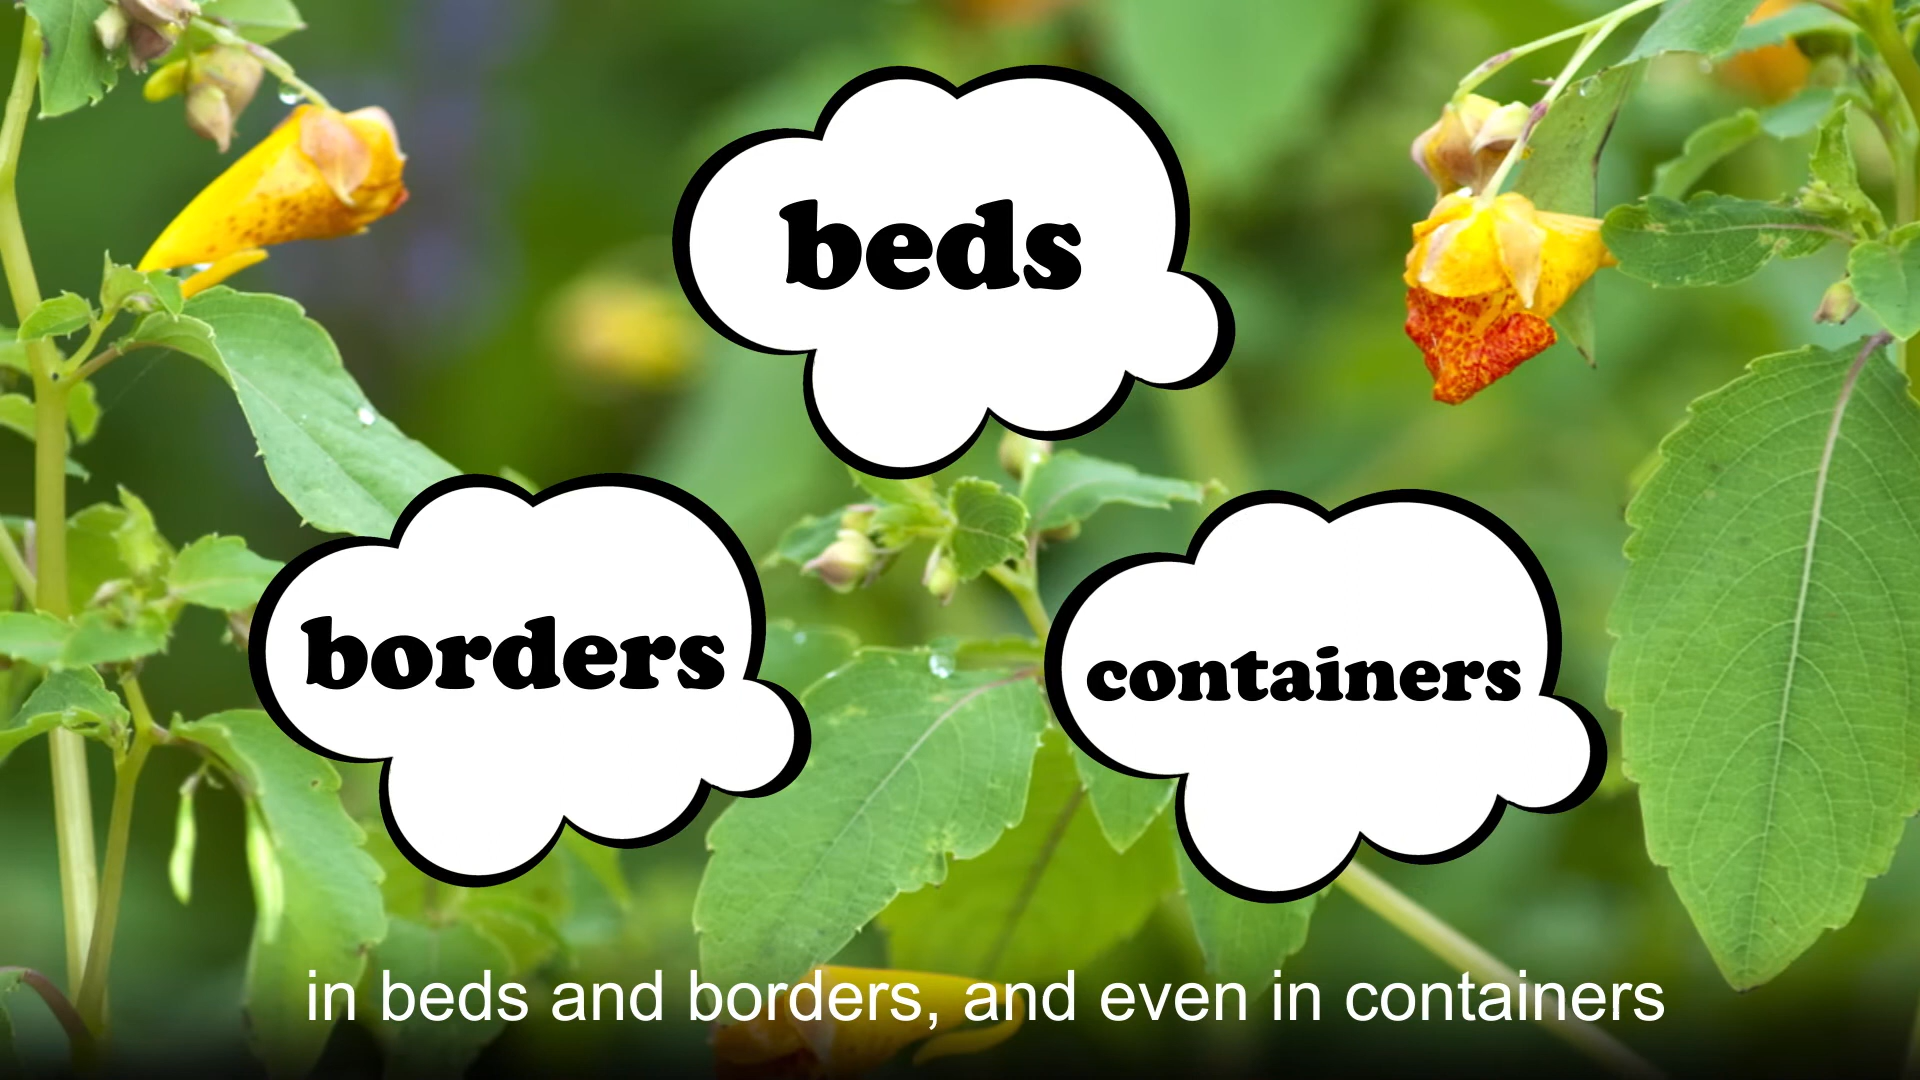 beds
borders
containers
in beds and borders, and even in containers